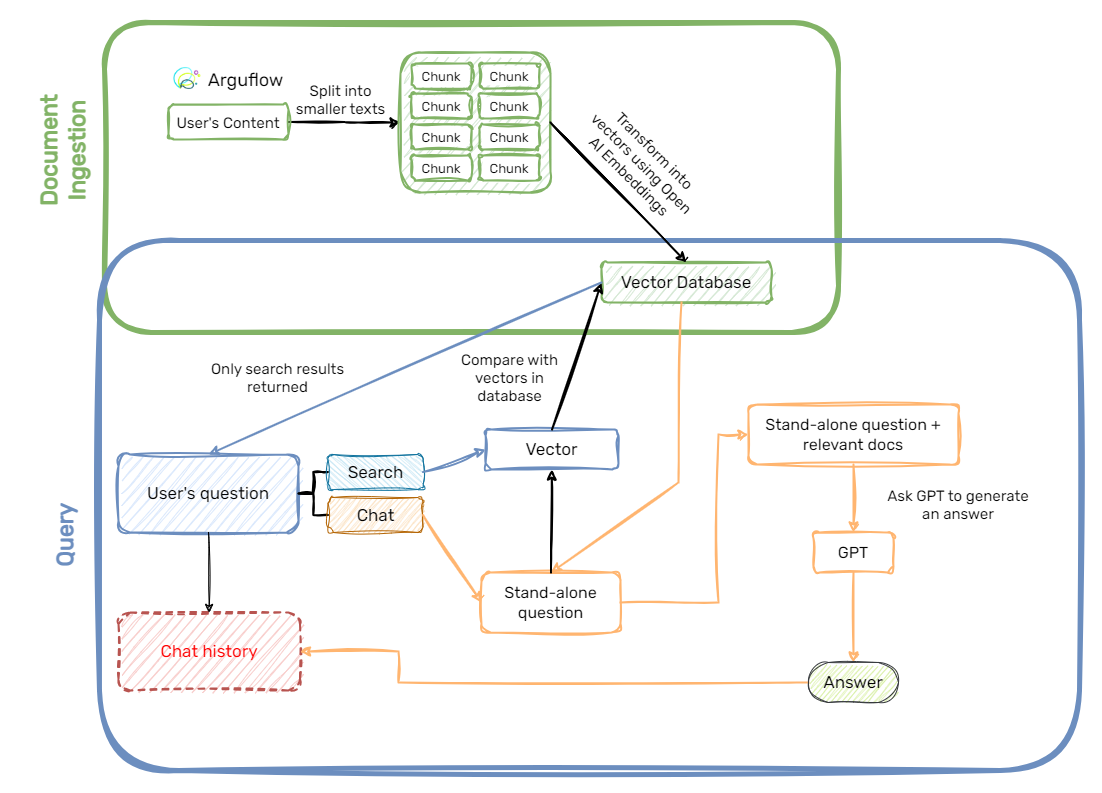 Document
Ingestion
Arguflow
User's Content
Split into
smaller texts
Chunk
Chunk
Chunk
Chunk
Chunk
Chunk
Chunk
Chunk
Transform into
vectors using Open
AI Embeddings
Vector Database
Query
Only search results
returned
Compare with
vectors in
database
User's question
Search
Chat
Vector
Stand-alone
question
Stand-alone question +
relevant docs
Ask GPT to generate
an answer
GPT
Answer
Chat history